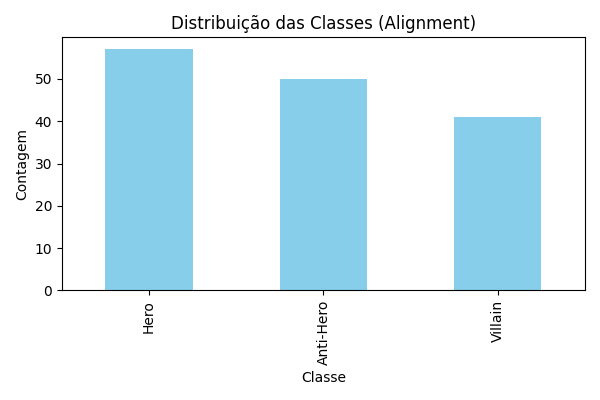 Distribuição das Classes (Alignment)
Contagem
50
40
30
20
10
0
Hero
Anti-Hero
Villain
Classe